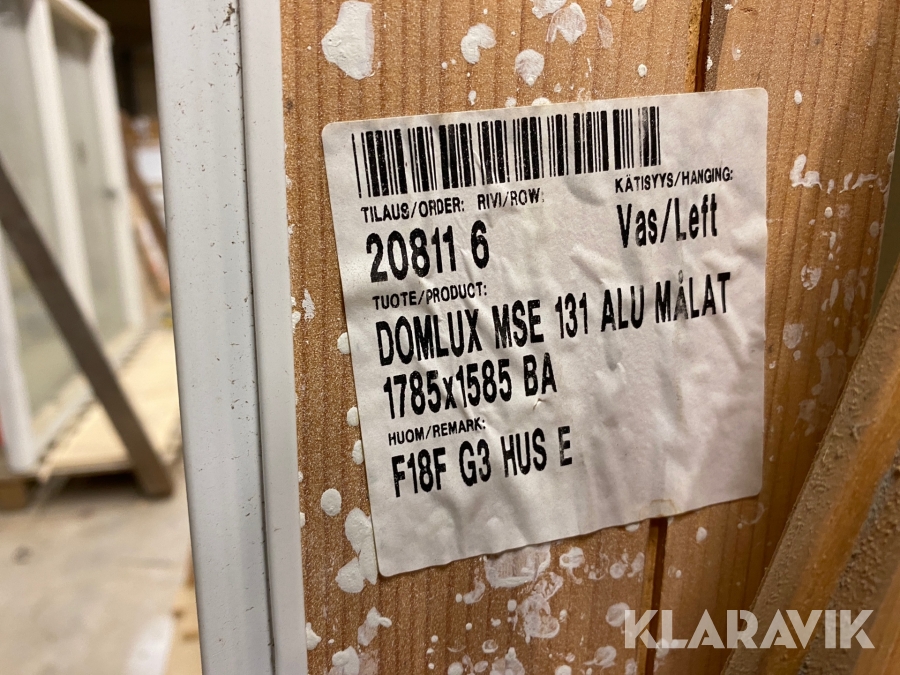 TILAUS/ORDER: RIVI/ROW: KÄTISYYS/HANGING:
20811 6 Vas/Left
TUOTE/PRODUCT:
DOMLUX MSE 131 ALU MÅLAT
1785x1585 BA
HUOM/REMARK:
F18F G3 HUS E
KLARAVIK